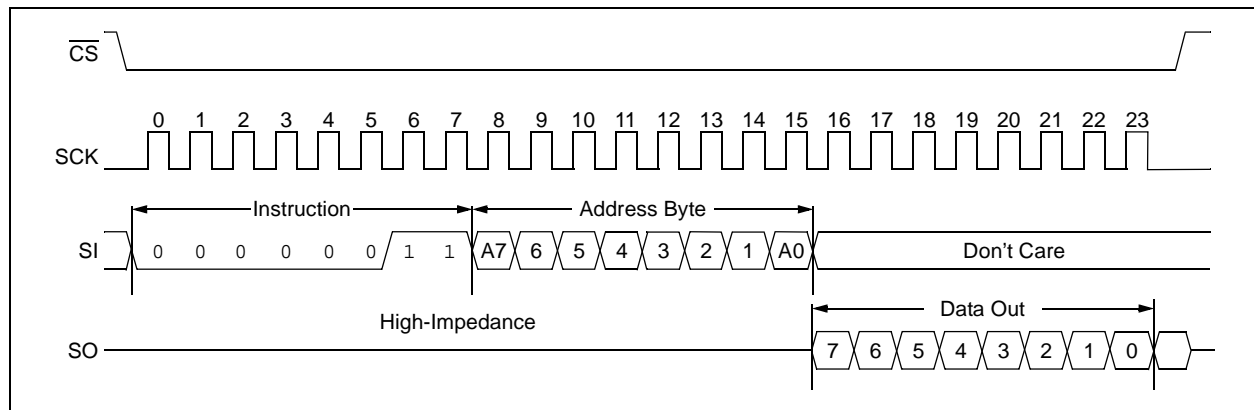 CS
0 1 2 3 4 5 6 7 8 9 10 11 12 13 14 15 16 17 18 19 20 21 22 23
SCK
Instruction Address Byte
SI 0 0 0 0 0 0 1 1 A7 6 5 4 3 2 1 A0 Don't Care
High-Impedance Data Out
SO 7 6 5 4 3 2 1 0